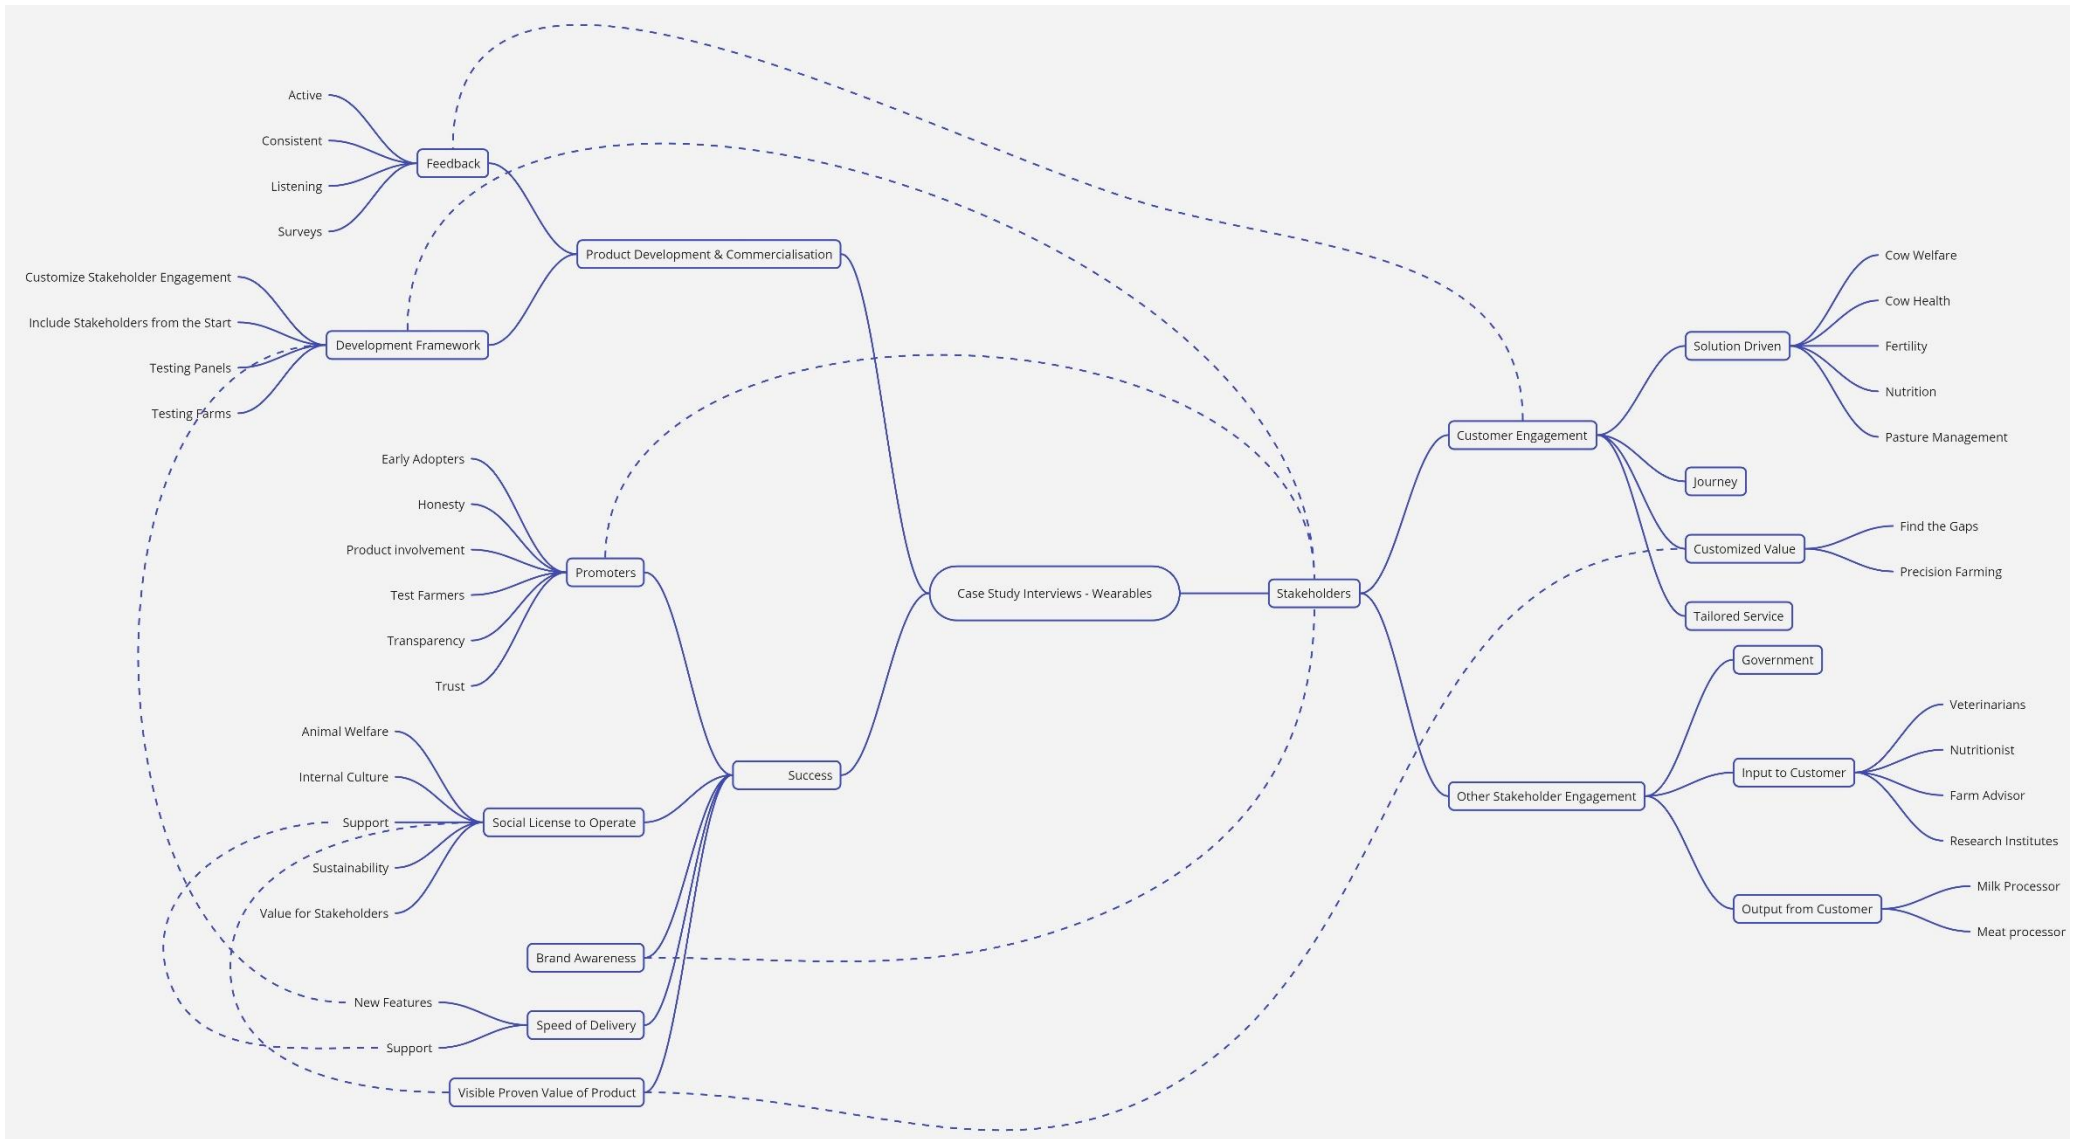 Active
Consistent
Listening
Surveys
Feedback
Customize Stakeholder Engagement
Include Stakeholders from the Start
Testing Panels
Testing Farms
Development Framework
Product Development & Commercialisation
Early Adopters
Honesty
Product involvement
Test Farmers
Transparency
Trust
Promoters
Animal Welfare
Internal Culture
Support
Sustainability
Value for Stakeholders
Social License to Operate
Success
Brand Awareness
New Features
Support
Speed of Delivery
Visible Proven Value of Product
Case Study Interviews - Wearables
Stakeholders
Customer Engagement
Solution Driven
Cow Welfare
Cow Health
Fertility
Nutrition
Pasture Management
Journey
Customized Value
Find the Gaps
Precision Farming
Tailored Service
Other Stakeholder Engagement
Government
Input to Customer
Veterinarians
Nutritionist
Farm Advisor
Research Institutes
Output from Customer
Milk Processor
Meat processor